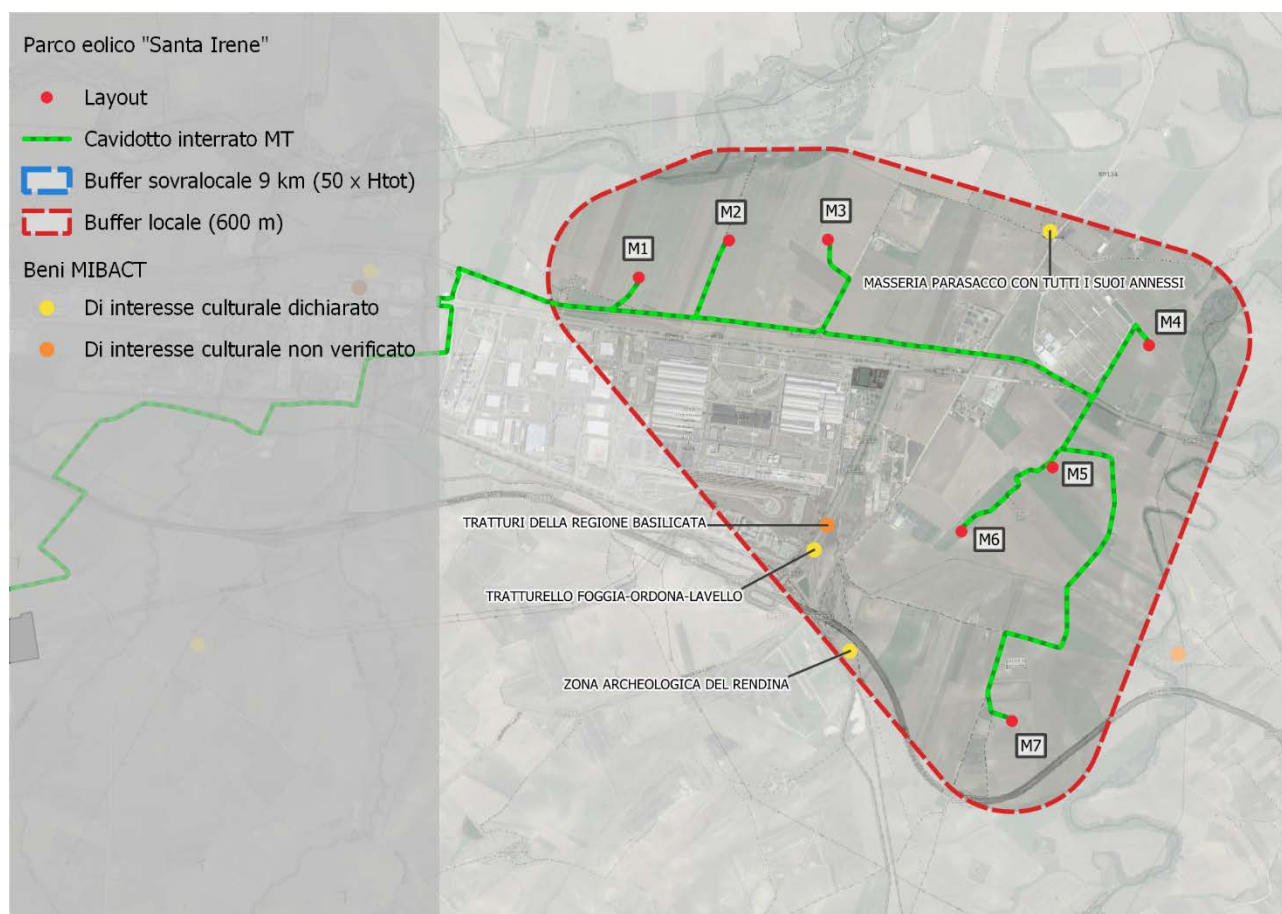 Parco eolico "Santa Irene"
Layout
Cavidotto interrato MT
Buffer sovralocale 9 km (50 x Htot)
Buffer locale (600 m)
Beni MIBACT
Di interesse culturale dichiarato
Di interesse culturale non verificato
M1
M2
M3
MASSERIA PARASACCO CON TUTTI I SUOI ANNESSI
M4
M5
M6
TRATTURI DELLA REGIONE BASILICATA
TRATTURELLO FOGGIA-ORDONA-LAVELLO
ZONA ARCHEOLOGICA DEL RENDINA
M7